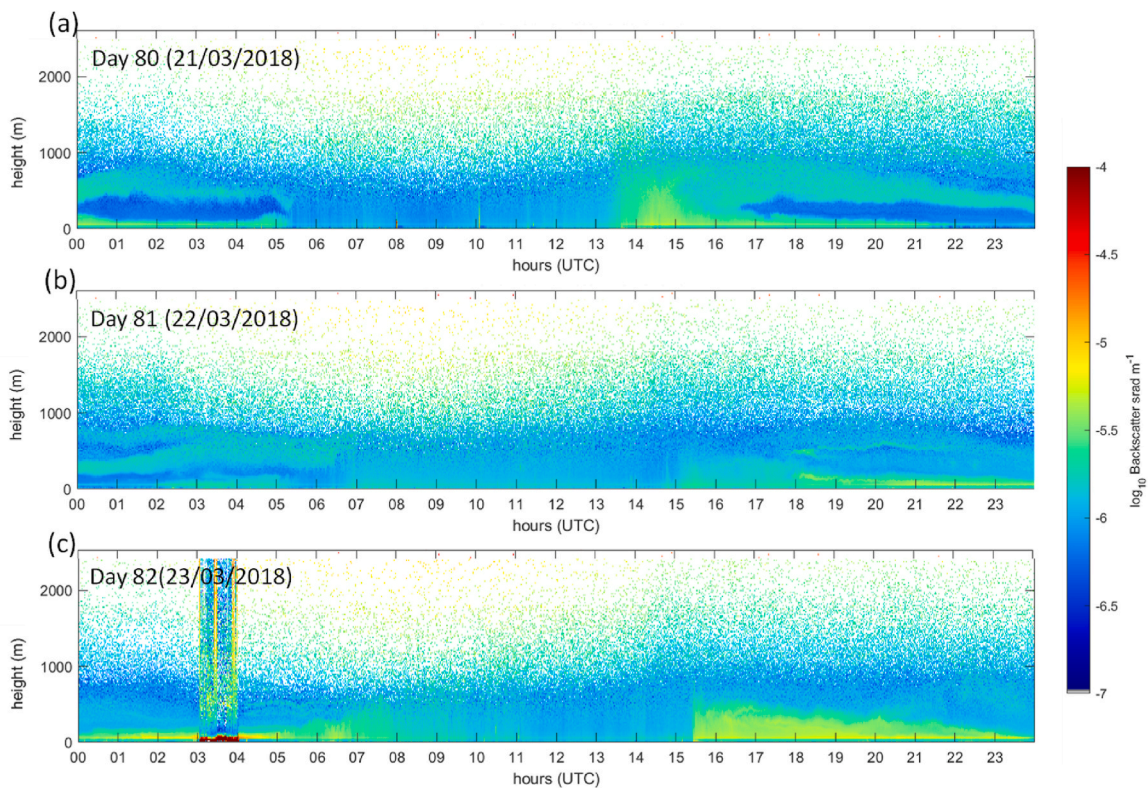 (a)
Day 80 (21/03/2018)
2000
1000
0
height (m)
00 01 02 03 04 05 06 07 08 09 10 11 12 13 14 15 16 17 18 19 20 21 22 23
hours (UTC)
(b)
Day 81 (22/03/2018)
2000
1000
0
height (m)
00 01 02 03 04 05 06 07 08 09 10 11 12 13 14 15 16 17 18 19 20 21 22 23
hours (UTC)
(c)
Day 82(23/03/2018)
2000
1000
0
height (m)
00 01 02 03 04 05 06 07 08 09 10 11 12 13 14 15 16 17 18 19 20 21 22 23
hours (UTC)
-4
-4.5
-5
-5.5
-6
-6.5
-7
log₁₀ Backscatter srad m⁻¹